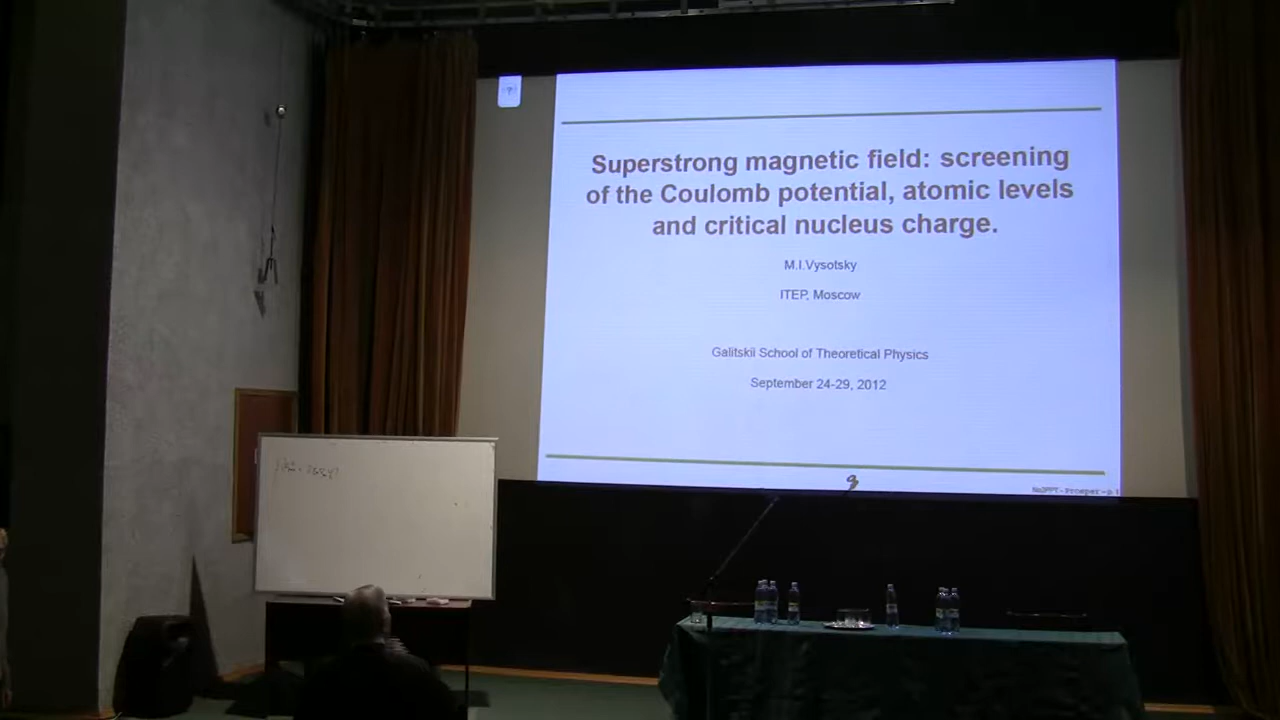 Superstrong magnetic field: screening
of the Coulomb potential, atomic levels
and critical nucleus charge.
M.I.Vysotsky
ITEP, Moscow
Galitskii School of Theoretical Physics
September 24-29, 2012